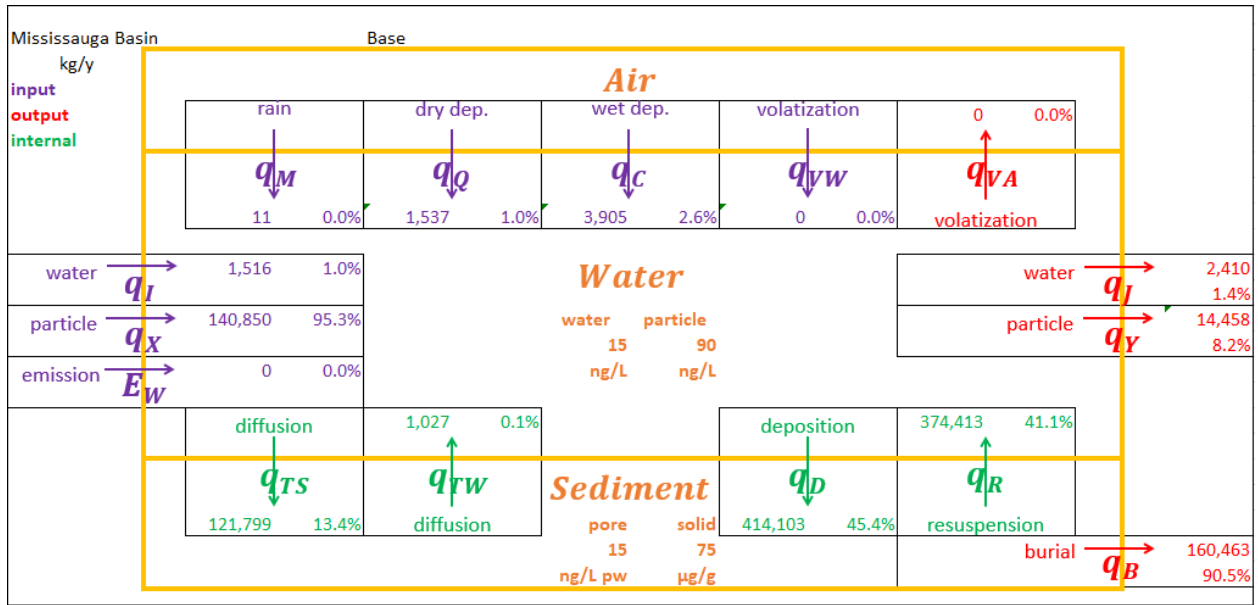 Mississauga Basin Base
kg/y
Air
input
output
internal
rain dry dep. wet dep. volatization 0 0.0%
qM qQ qC qVW qVA
11 0.0% 1,537 1.0% 3,905 2.6% 0 0.0% volatization
water 1,516 1.0% Water water 2,410
qI qJ 1.4%
particle 140,850 95.3% water particle particle 14,458
qX 15 90 qY 8.2%
emission 0 0.0% ng/L ng/L
EW
diffusion 1,027 0.1% deposition 374,413 41.1%
qTS qTW Sediment qD qR
121,799 13.4% diffusion pore solid 414,103 45.4% resuspension
15 75 burial 160,463
ng/L pw µg/g qB 90.5%